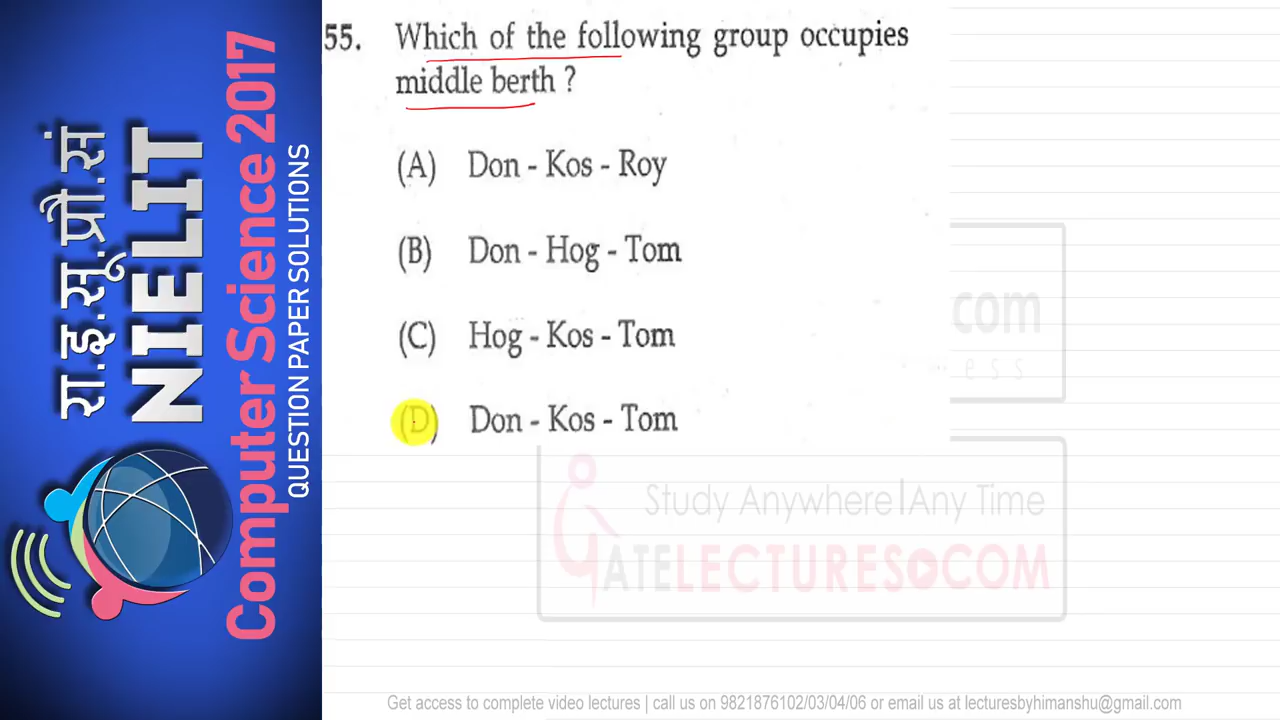 रा.इ.सू.प्रौ.सं
NIELIT
Computer Science 2017
QUESTION PAPER SOLUTIONS
55. Which of the following group occupies
middle berth ?
(A) Don - Kos - Roy
(B) Don - Hog - Tom
(C) Hog - Kos - Tom
(D) Don - Kos - Tom
.com
ess
Study Anywhere|Any Time
GATELECTURES.COM
Get access to complete video lectures | call us on 9821876102/03/04/06 or email us at lecturesbyhimanshu@gmail.com